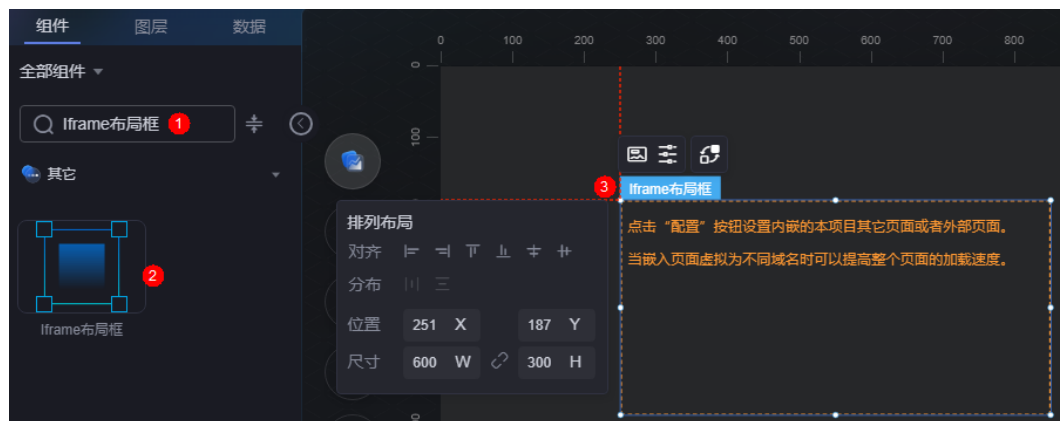 组件 图层 数据
全部组件
Iframe布局框 1
其它
2
Iframe布局框
0 100 200 300 400 500 600 700 800
0
100
3 Iframe布局框
点击“配置”按钮设置内嵌的本项目其它页面或者外部页面。
当嵌入页面虚拟为不同域名时可以提高整个页面的加载速度。
排列布局
对齐
分布
位置 251 X 187 Y
尺寸 600 W 300 H